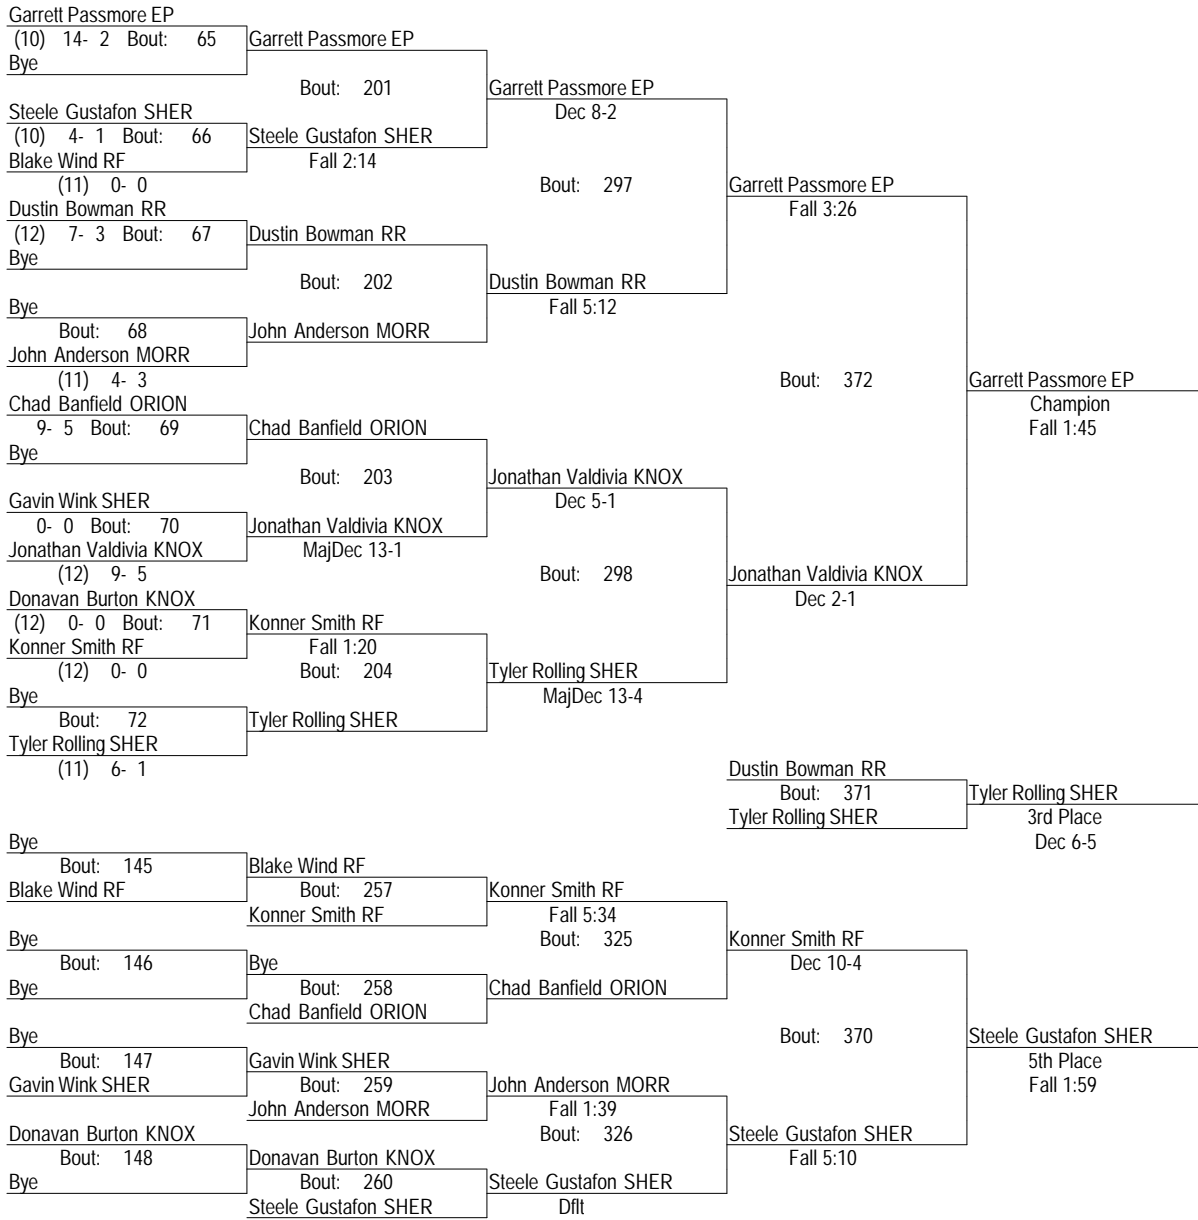 Garrett Passmore EP
(10) 14- 2 Bout: 65
Garrett Passmore EP
Bye
Bout: 201
Garrett Passmore EP
Dec 8-2
Steele Gustafon SHER
(10) 4- 1 Bout: 66
Steele Gustafon SHER
Blake Wind RF
Fall 2:14
(11) 0- 0
Bout: 297
Garrett Passmore EP
Fall 3:26
Dustin Bowman RR
(12) 7- 3 Bout: 67
Dustin Bowman RR
Bye
Bout: 202
Dustin Bowman RR
Fall 5:12
Bye
Bout: 68
John Anderson MORR
John Anderson MORR
(11) 4- 3
Bout: 372
Garrett Passmore EP
Champion
Fall 1:45
Chad Banfield ORION
9- 5 Bout: 69
Chad Banfield ORION
Bye
Bout: 203
Jonathan Valdivia KNOX
Dec 5-1
Gavin Wink SHER
0- 0 Bout: 70
Jonathan Valdivia KNOX
Jonathan Valdivia KNOX
MajDec 13-1
(12) 9- 5
Bout: 298
Jonathan Valdivia KNOX
Dec 2-1
Donavan Burton KNOX
(12) 0- 0 Bout: 71
Konner Smith RF
Konner Smith RF
Fall 1:20
(12) 0- 0
Bout: 204
Tyler Rolling SHER
MajDec 13-4
Bye
Bout: 72
Tyler Rolling SHER
Tyler Rolling SHER
(11) 6- 1
Dustin Bowman RR
Bout: 371
Tyler Rolling SHER
Tyler Rolling SHER
3rd Place
Dec 6-5
Bye
Bout: 145
Blake Wind RF
Blake Wind RF
Bout: 257
Konner Smith RF
Konner Smith RF
Fall 5:34
Bye
Bout: 325
Konner Smith RF
Dec 10-4
Bout: 146
Bye
Bye
Bout: 258
Chad Banfield ORION
Chad Banfield ORION
Bye
Bout: 370
Steele Gustafon SHER
5th Place
Fall 1:59
Bout: 147
Gavin Wink SHER
Gavin Wink SHER
Bout: 259
John Anderson MORR
John Anderson MORR
Fall 1:39
Donavan Burton KNOX
Bout: 326
Steele Gustafon SHER
Fall 5:10
Bout: 148
Donavan Burton KNOX
Bye
Bout: 260
Steele Gustafon SHER
Steele Gustafon SHER
Dflt